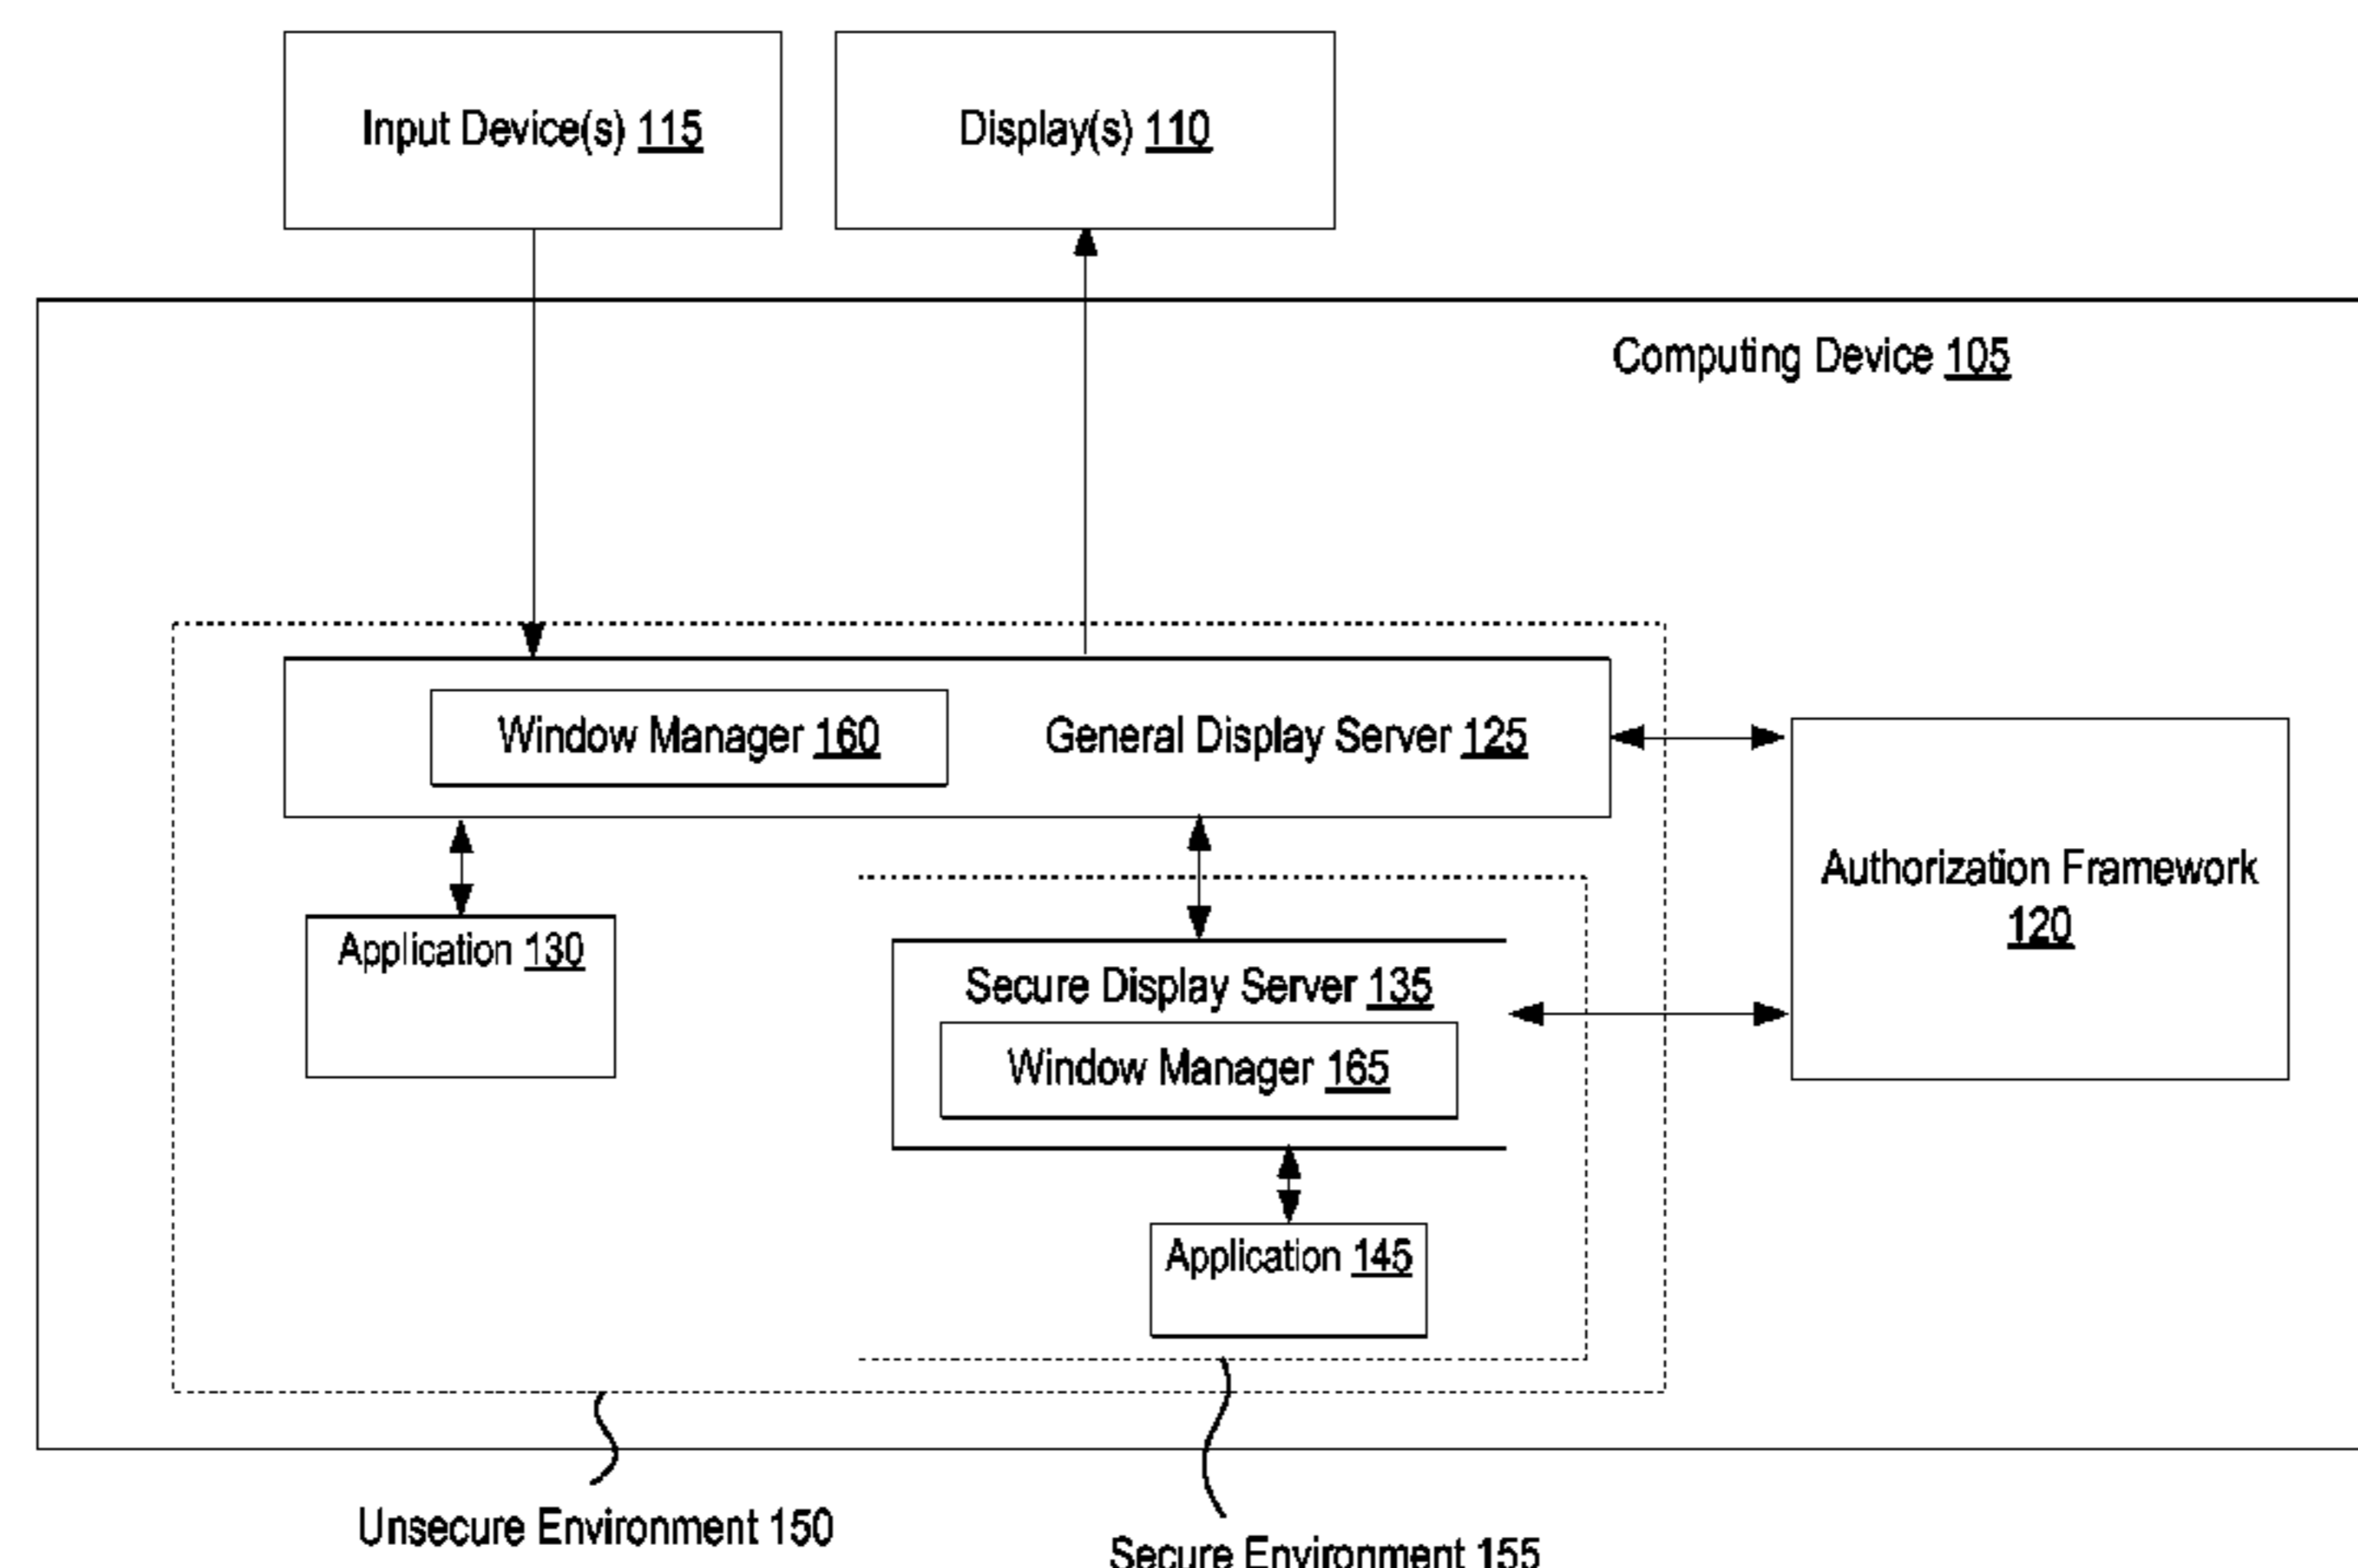 Input Device(s) 115
Display(s) 110
Computing Device 105
Window Manager 160
General Display Server 125
Authorization Framework
120
Application 130
Secure Display Server 135
Window Manager 165
Application 145
Unsecure Environment 150
Secure Environment 155